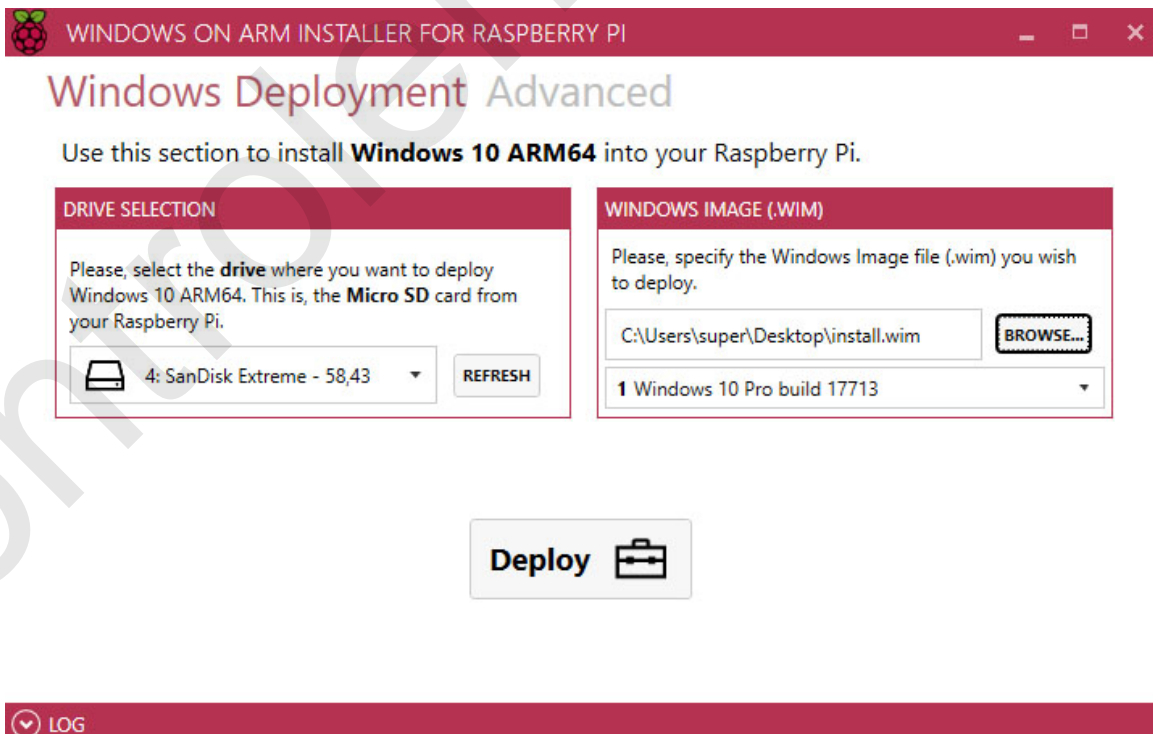 WINDOWS ON ARM INSTALLER FOR RASPBERRY PI
Windows Deployment Advanced
Use this section to install Windows 10 ARM64 into your Raspberry Pi.
DRIVE SELECTION
Please, select the drive where you want to deploy
Windows 10 ARM64. This is, the Micro SD card from
your Raspberry Pi.
4: SanDisk Extreme - 58,43
REFRESH
WINDOWS IMAGE (.WIM)
Please, specify the Windows Image file (.wim) you wish
to deploy.
C:\Users\super\Desktop\install.wim
BROWSE...
1 Windows 10 Pro build 17713
Deploy
LOG